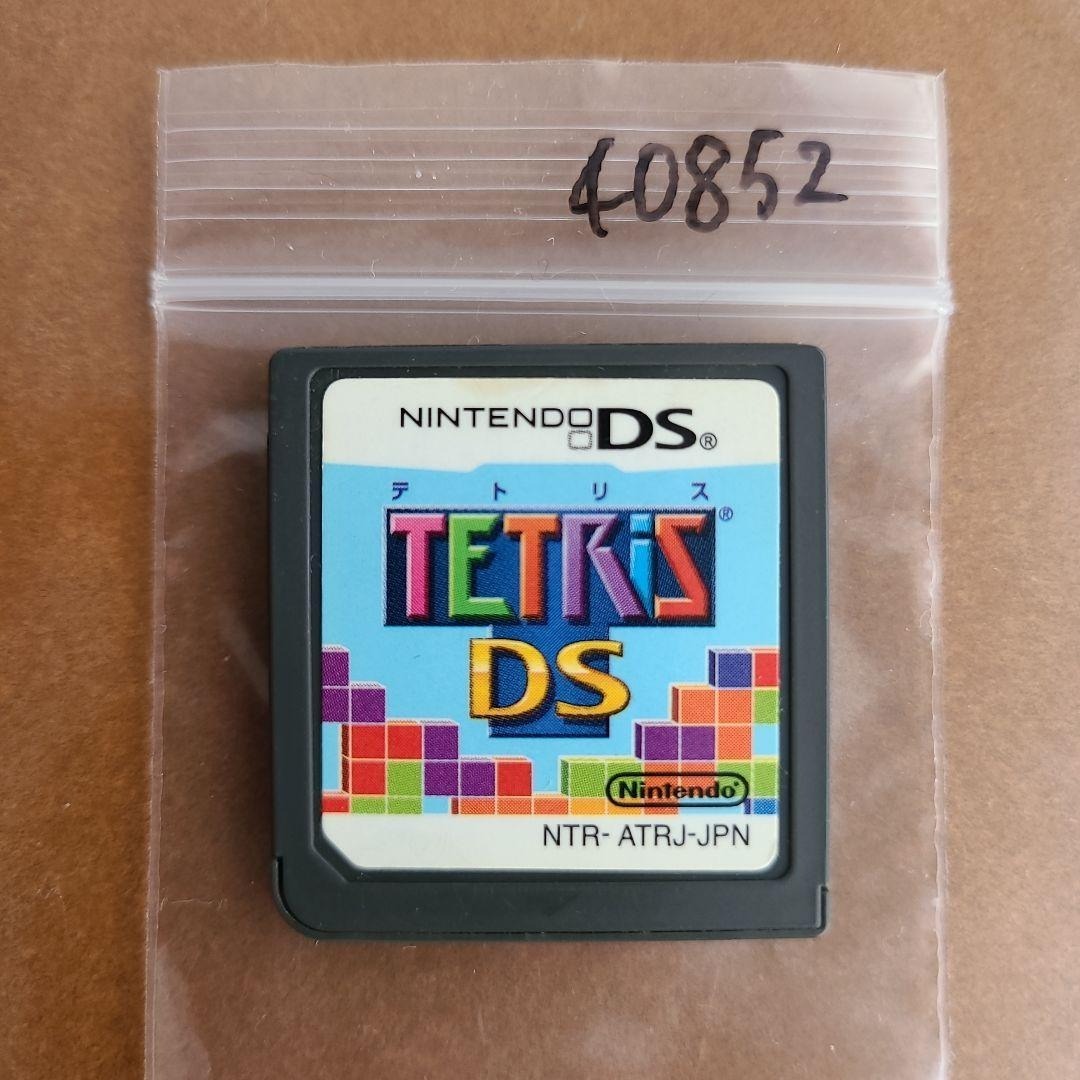 40852
NINTENDO DS®
テトリス
TETRiS®
DS
Nintendo®
NTR- ATRJ-JPN